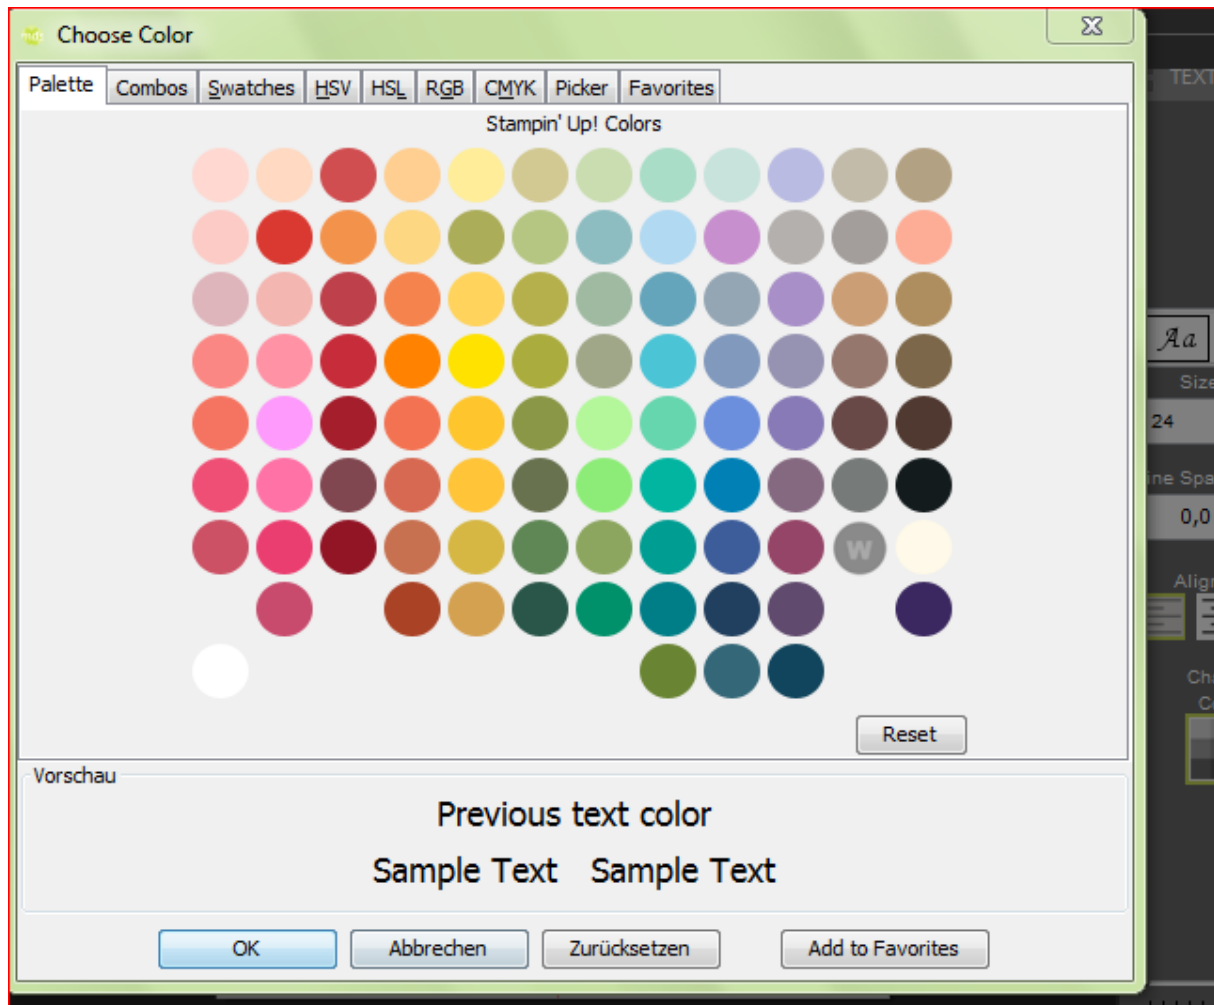 Choose Color
Palette Combos Swatches HSV HSL RGB CMYK Picker Favorites
Stampin' Up! Colors
W
Reset
Vorschau
Previous text color
Sample Text Sample Text
OK Abbrechen Zurücksetzen Add to Favorites
TEXT
Aa
Size
24
0,0